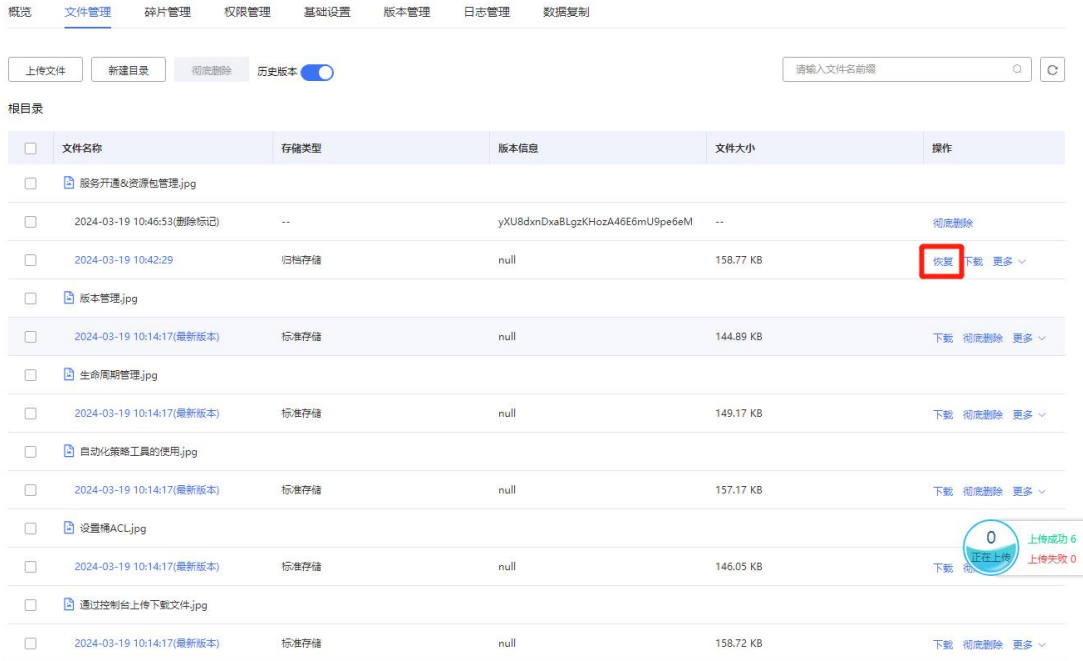 概览 文件管理 碎片管理 权限管理 基础设置 版本管理 日志管理 数据复制
上传文件 新建目录 彻底删除 历史版本 请输入文件名前缀
根目录
文件名称 存储类型 版本信息 文件大小 操作
服务开通&资源包管理.jpg
2024-03-19 10:46:53(删除标记) -- yXU8dxnDxaBLgzKHozA46E6mU9pe6eM -- 彻底删除
2024-03-19 10:42:29 归档存储 null 158.77 KB 恢复 下载 更多
版本管理.jpg
2024-03-19 10:14:17(最新版本) 标准存储 null 144.89 KB 下载 彻底删除 更多
生命周期管理.jpg
2024-03-19 10:14:17(最新版本) 标准存储 null 149.17 KB 下载 彻底删除 更多
自动化策略工具的使用.jpg
2024-03-19 10:14:17(最新版本) 标准存储 null 157.17 KB 下载 彻底删除 更多
设置桶ACL.jpg
0 正在上传 上传成功 6
上传失败 0
2024-03-19 10:14:17(最新版本) 标准存储 null 146.05 KB 下载
通过控制台上传下载文件.jpg
2024-03-19 10:14:17(最新版本) 标准存储 null 158.72 KB 下载 彻底删除 更多